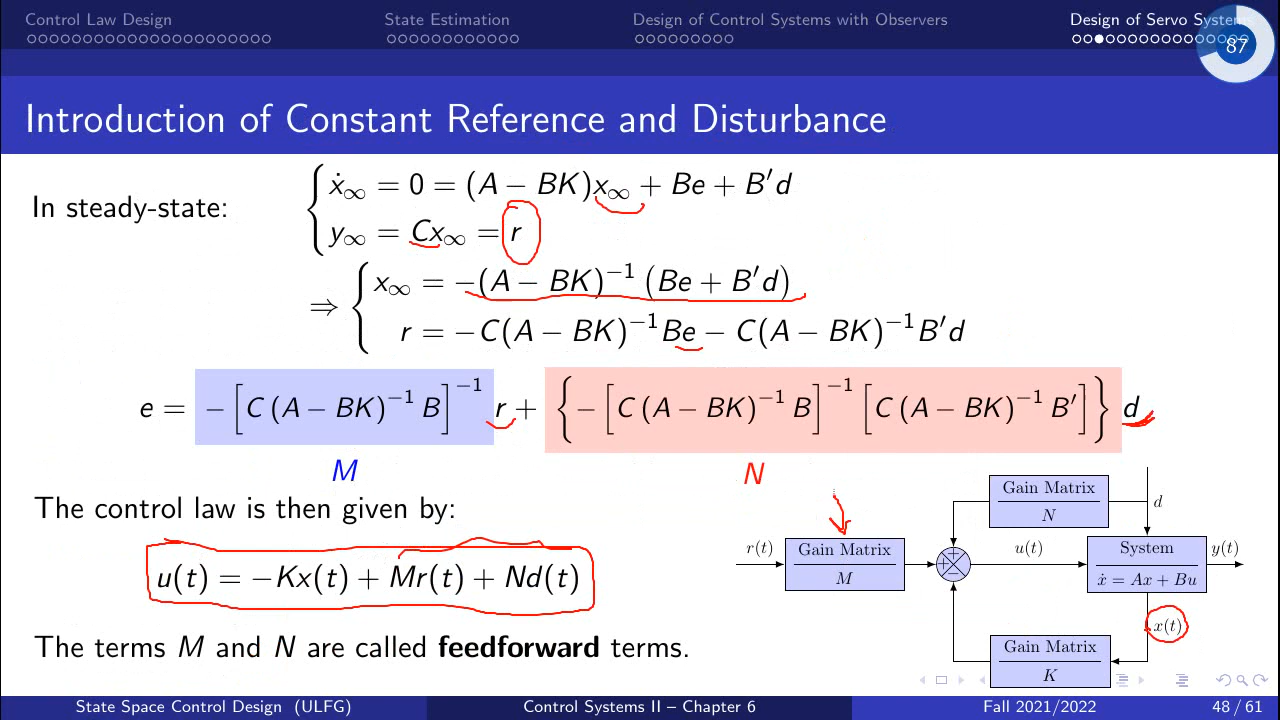 Control Law Design State Estimation Design of Control Systems with Observers Design of Servo Systems
87
Introduction of Constant Reference and Disturbance
In steady-state:
ẋ∞ = 0 = (A − BK)x∞ + Be + B′d
y∞ = Cx∞ = r
⇒ x∞ = −(A − BK)⁻¹ (Be + B′d)
r = −C(A − BK)⁻¹Be − C(A − BK)⁻¹B′d
e = −[C (A − BK)⁻¹ B]⁻¹ r + {−[C (A − BK)⁻¹ B]⁻¹ [C (A − BK)⁻¹ B′]} d
M N
The control law is then given by:
u(t) = −Kx(t) + Mr(t) + Nd(t)
The terms M and N are called feedforward terms.
Gain Matrix
N
d
r(t)
Gain Matrix
M
+
+
u(t)
System
ẋ = Ax + Bu
y(t)
x(t)
Gain Matrix
K
State Space Control Design (ULFG) Control Systems II – Chapter 6 Fall 2021/2022 48 / 61